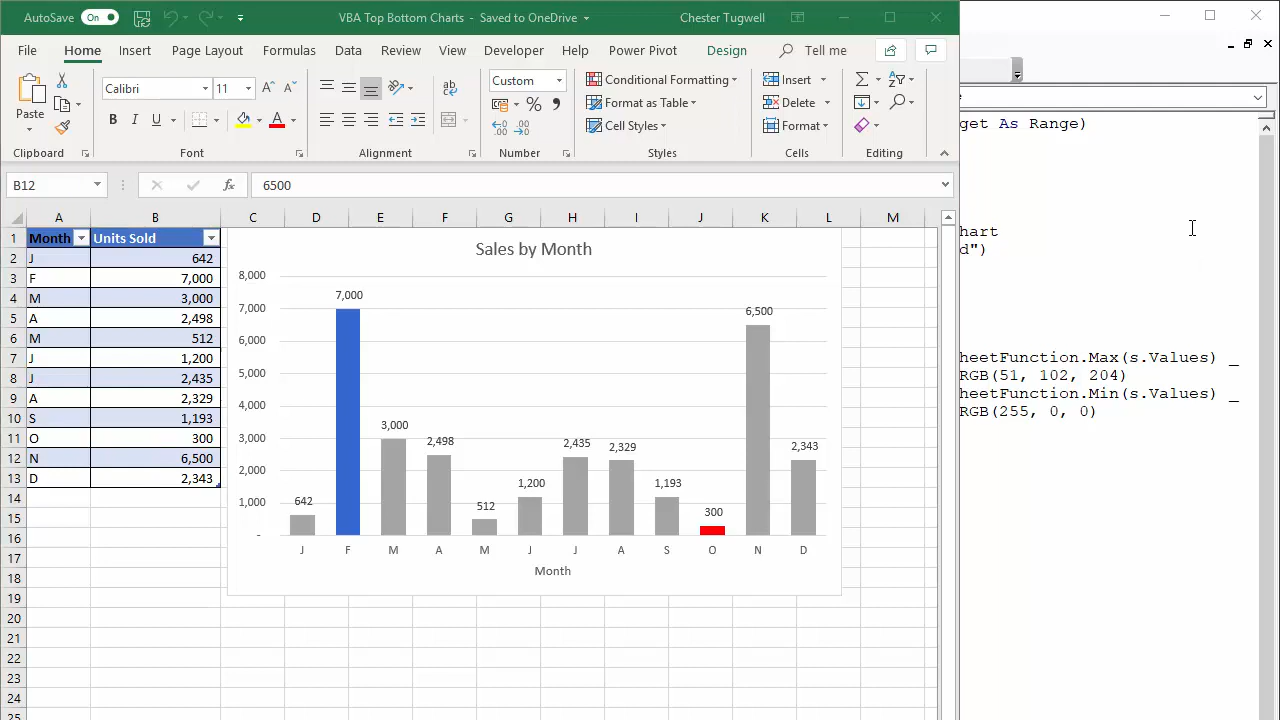 AutoSave On VBA Top Bottom Charts - Saved to OneDrive Chester Tugwell
File Home Insert Page Layout Formulas Data Review View Developer Help Power Pivot Design Tell me
Paste
Calibri 11
B I U A
Custom
% ,
Conditional Formatting
Format as Table
Cell Styles
Insert
Delete
Format
Clipboard Font Alignment Number Styles Cells Editing
B12 fx 6500
A B C D E F G H I J K L M
1 Month Units Sold
2 J 642
3 F 7,000
4 M 3,000
5 A 2,498
6 M 512
7 J 1,200
8 J 2,435
9 A 2,329
10 S 1,193
11 O 300
12 N 6,500
13 D 2,343
14
15
16
17
18
19
20
21
22
23
24
25
Sales by Month
8,000
7,000
6,000
5,000
4,000
3,000
2,000
1,000
-
642 7,000 3,000 2,498 512 1,200 2,435 2,329 1,193 300 6,500 2,343
J F M A M J J A S O N D
Month
get As Range)
hart
d")
heetFunction.Max(s.Values) _
RGB(51, 102, 204)
heetFunction.Min(s.Values) _
RGB(255, 0, 0)